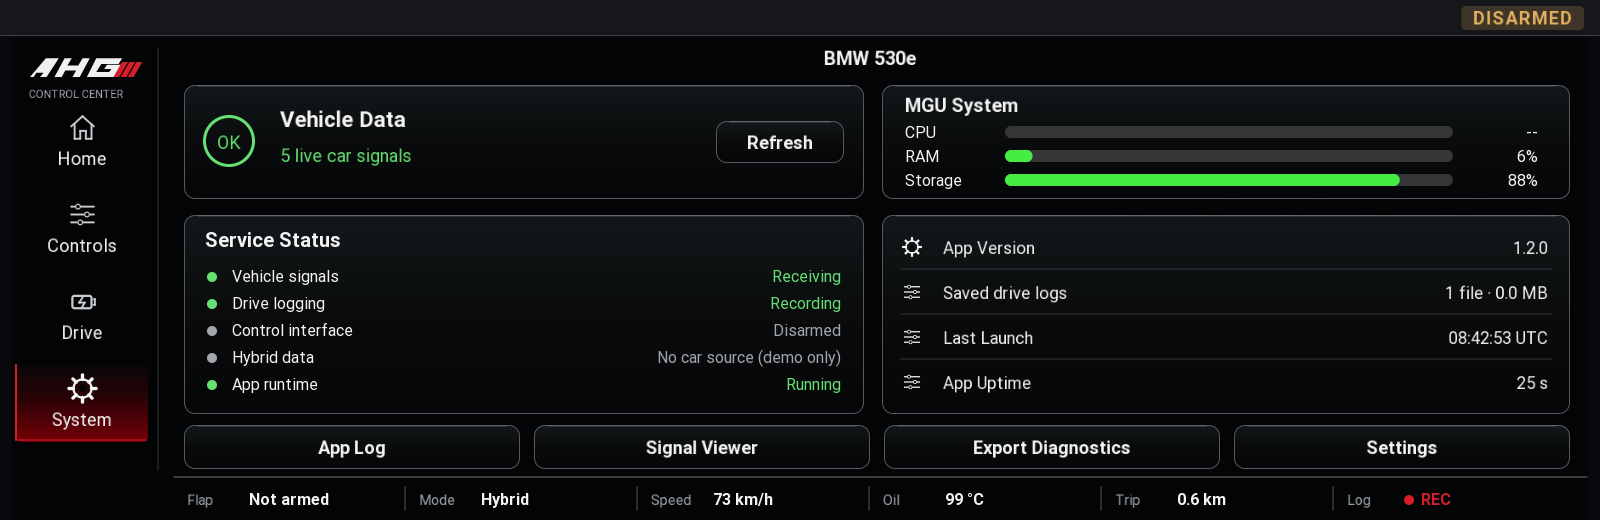 DISARMED
AHG
CONTROL CENTER
Home
Controls
Drive
System
BMW 530e
OK
Vehicle Data
5 live car signals
Refresh
MGU System
CPU --
RAM 6%
Storage 88%
Service Status
Vehicle signals Receiving
Drive logging Recording
Control interface Disarmed
Hybrid data No car source (demo only)
App runtime Running
App Version 1.2.0
Saved drive logs 1 file · 0.0 MB
Last Launch 08:42:53 UTC
App Uptime 25 s
App Log
Signal Viewer
Export Diagnostics
Settings
Flap Not armed Mode Hybrid Speed 73 km/h Oil 99 °C Trip 0.6 km Log REC